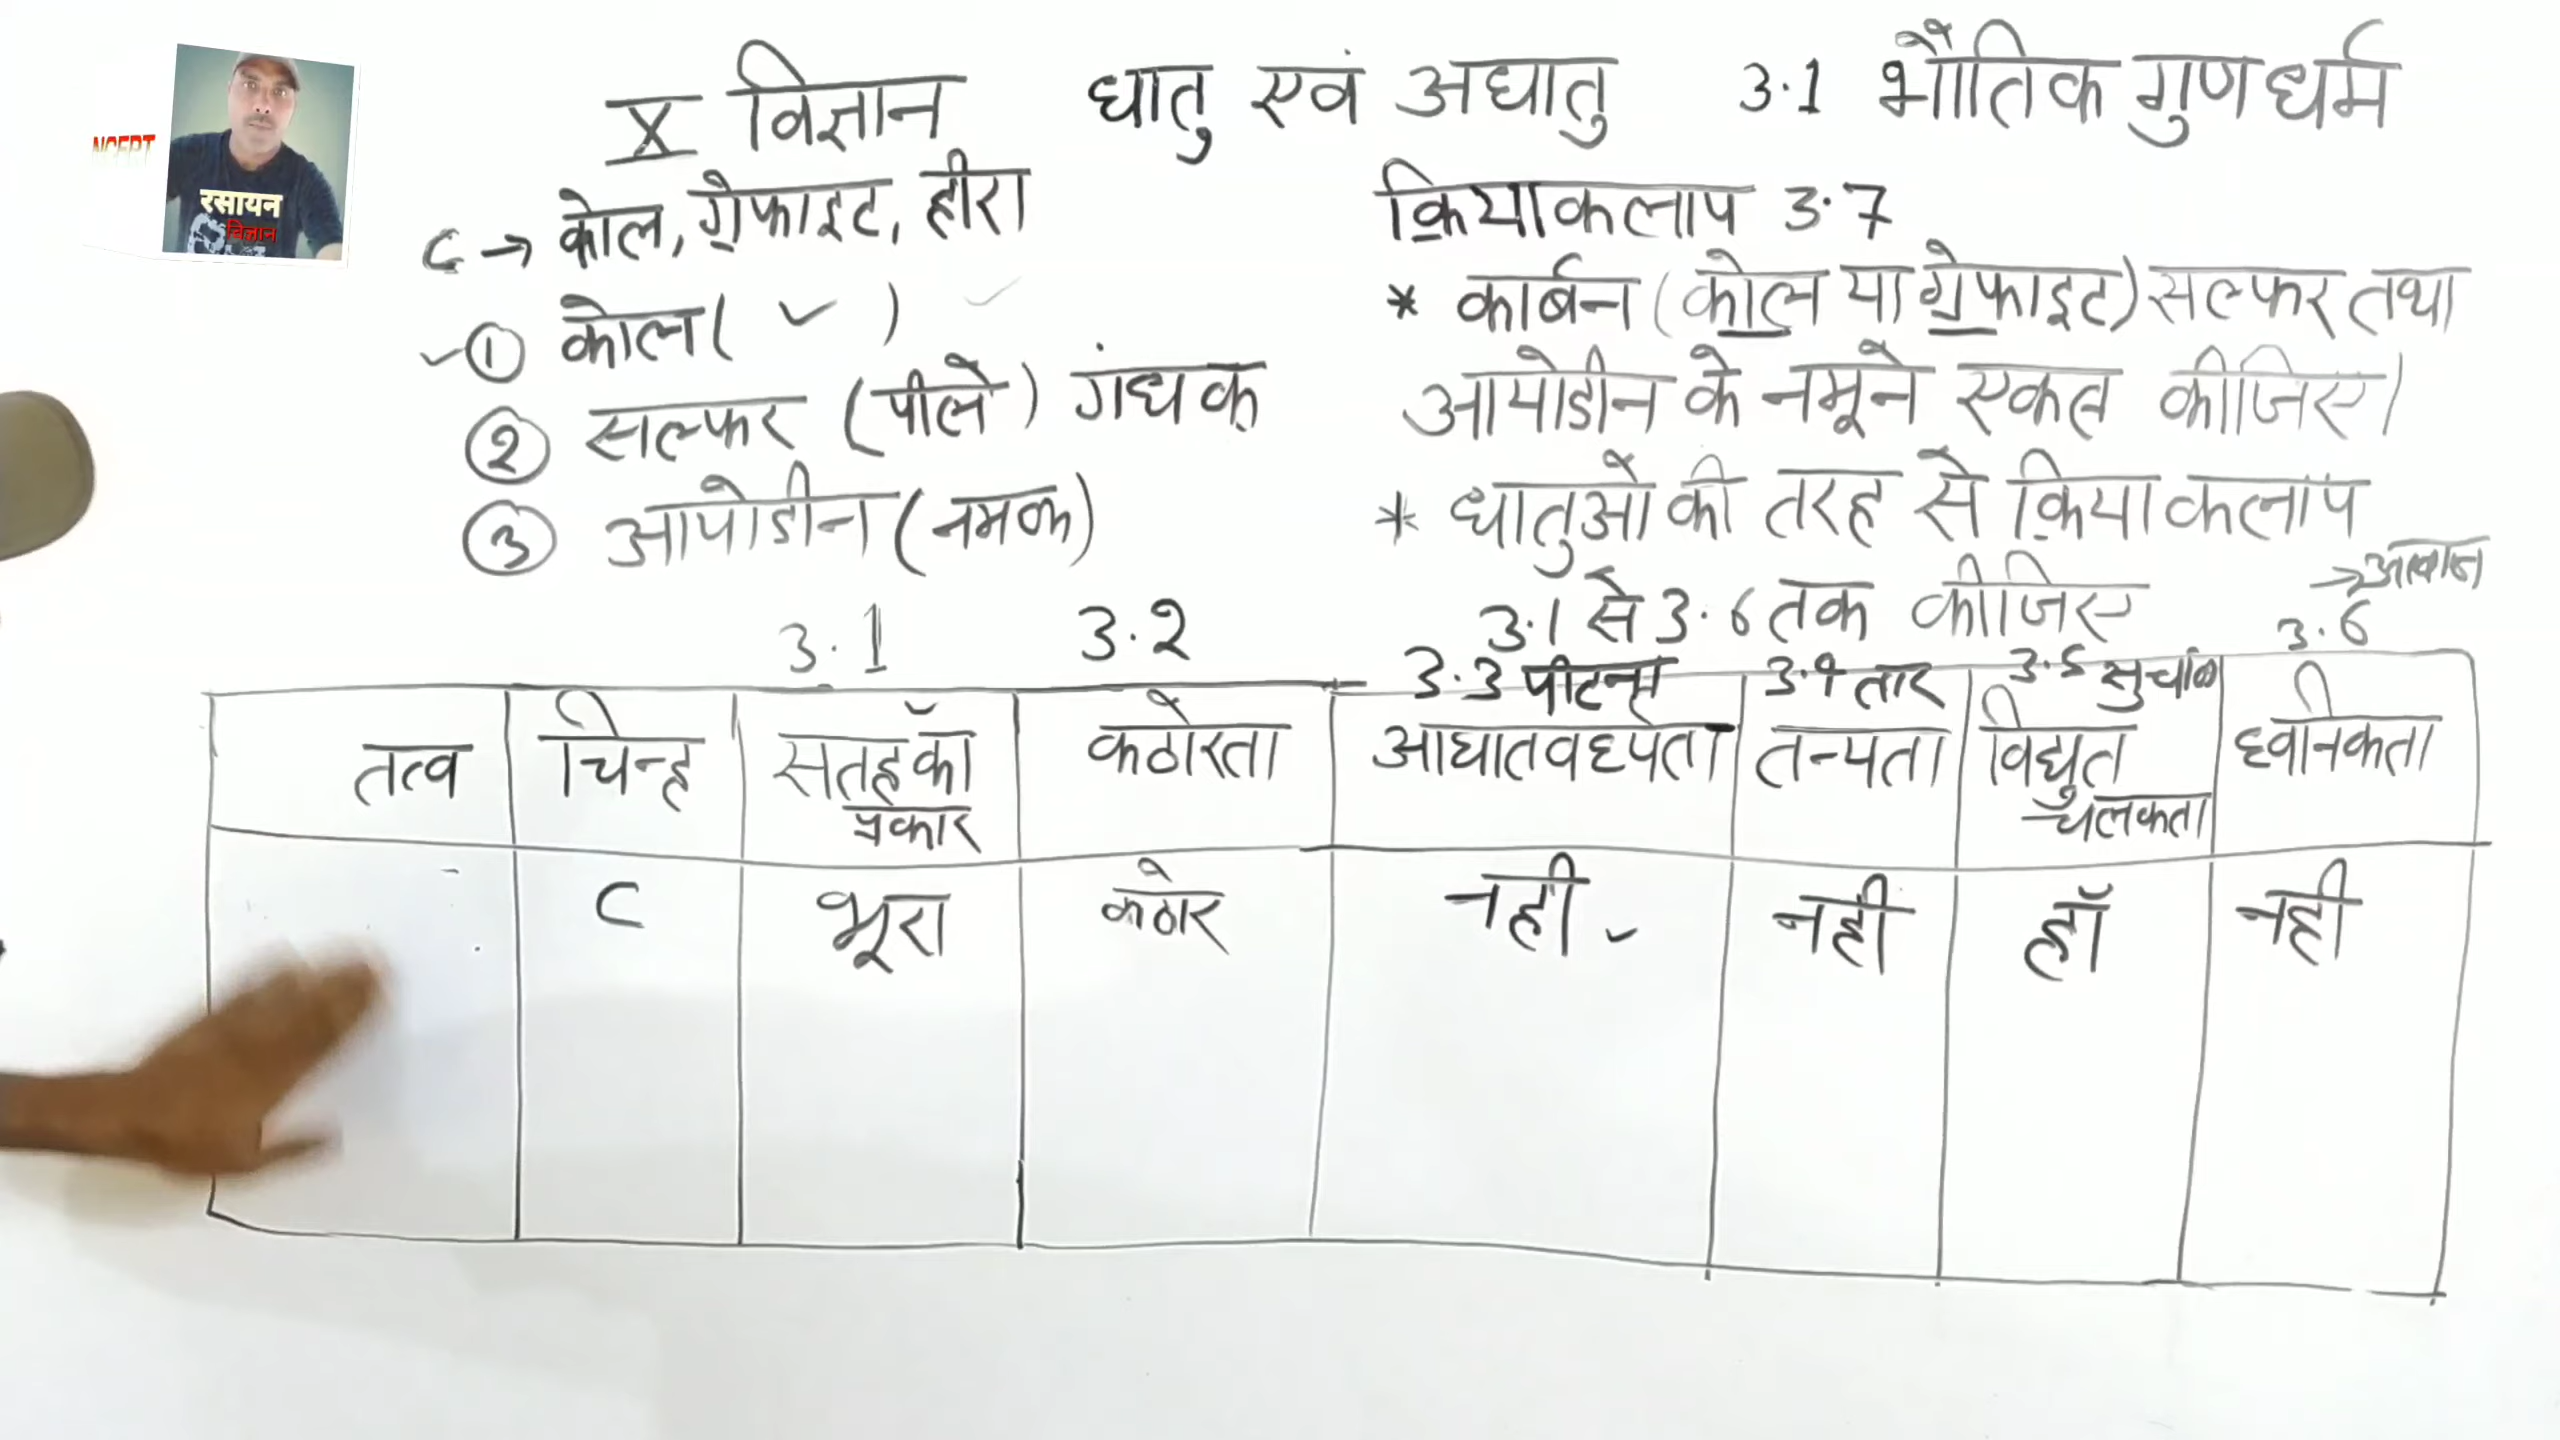 X विज्ञान धातु एवं अधातु 3.1 भौतिक गुणधर्म
NCERT
रसायन
विज्ञान
C → कोल, ग्रेफाइट, हीरा
① कोल ( ✓ ) ✓
② सल्फर (पीले) गंधक
③ आयोडीन (नमक)
क्रियाकलाप 3.7
* कार्बन (कोल या ग्रेफाइट) सल्फर तथा
आयोडीन के नमूने एकत्र कीजिए।
* धातुओ की तरह से क्रियाकलाप
3.1 से 3.6 तक कीजिए
3.1 3.2 3.3 पीटना 3.4 तार 3.5 सुचालक 3.6
तत्व चिन्ह सतह का प्रकार कठोरता आघातवर्ध्यता तन्यता विद्युत चलकता ध्वनिकता
C भूरा कठोर नही नही हाँ नही